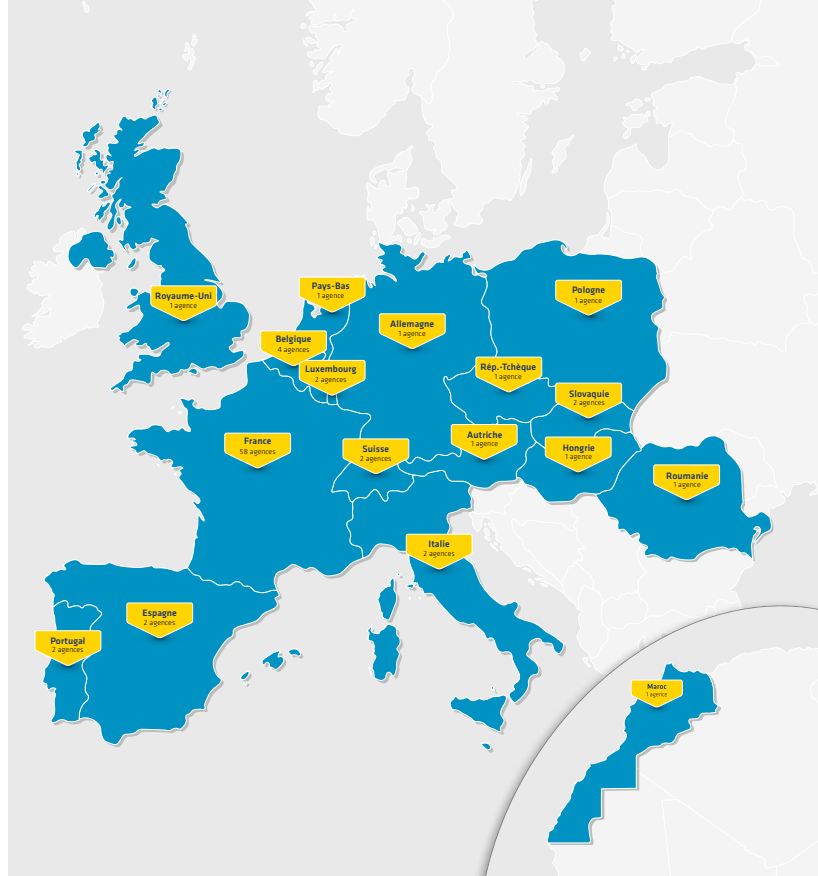 Pays-Bas
1 agence
Royaume-Uni
1 agence
Pologne
1 agence
Allemagne
1 agence
Belgique
4 agences
Luxembourg
2 agences
Rép.-Tchèque
1 agence
Slovaquie
2 agences
France
58 agences
Suisse
2 agences
Autriche
1 agence
Hongrie
1 agence
Roumanie
1 agence
Italie
2 agences
Espagne
2 agences
Portugal
2 agences
Maroc
1 agence